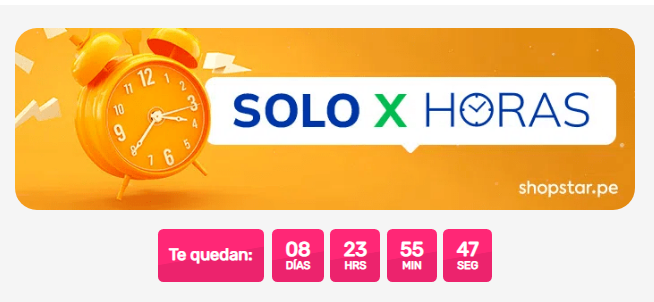 SOLO X HORAS
shopstar.pe
Te quedan:
08 23 55 47
DÍAS HRS MIN SEG